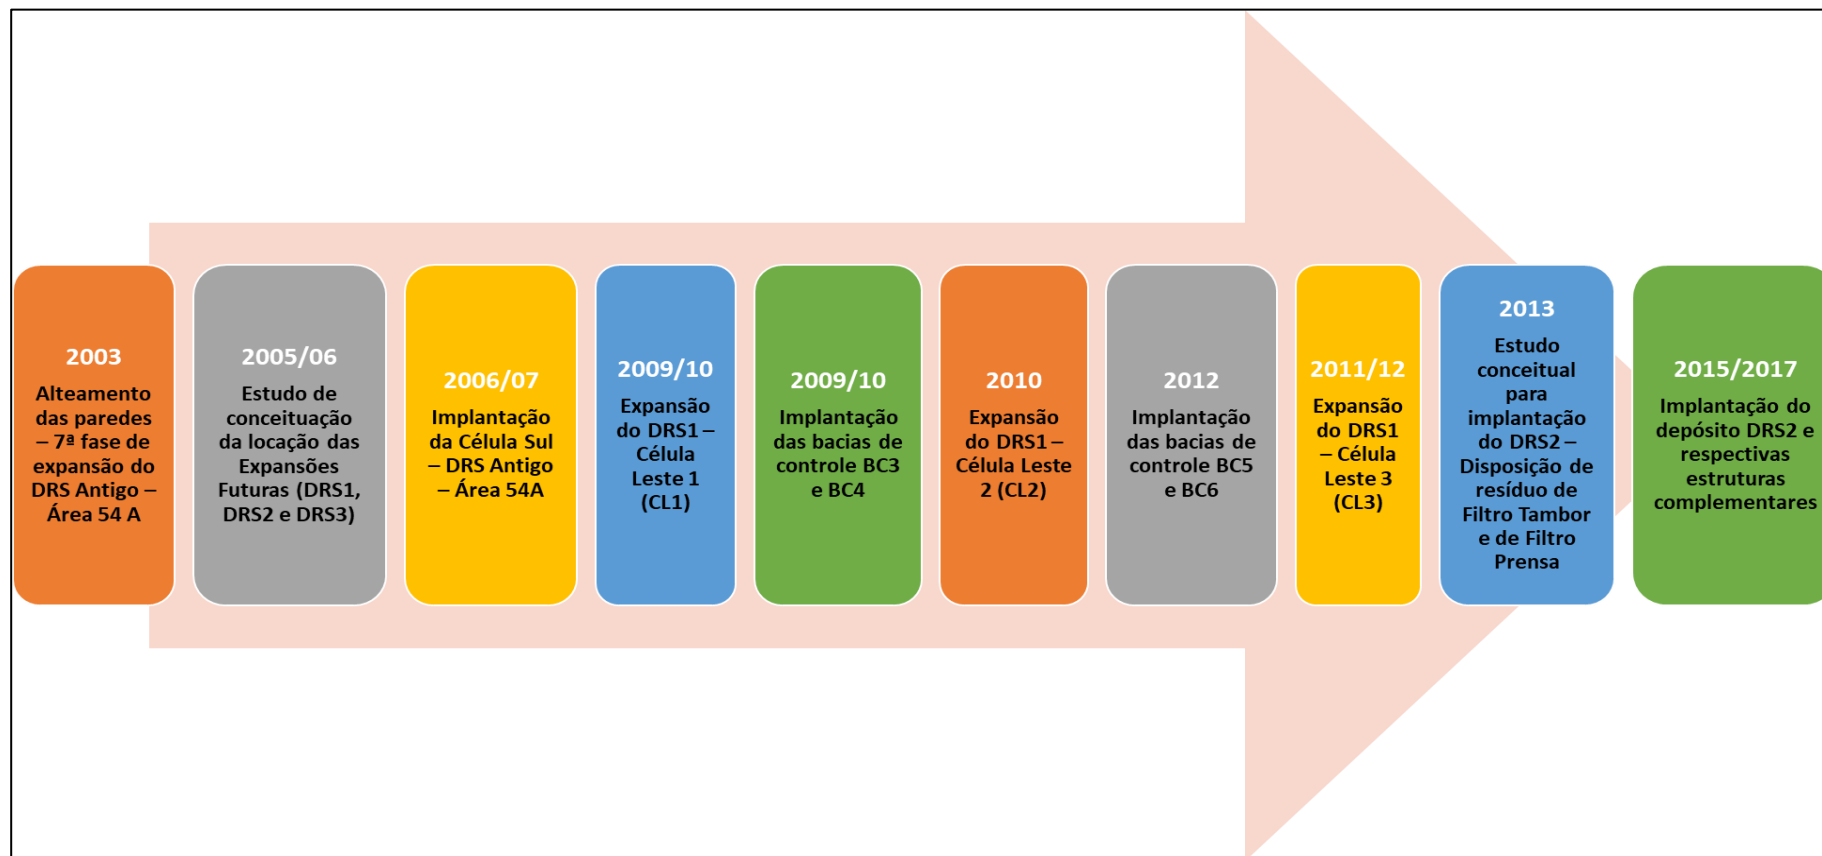 2003
Alteamento
das paredes
– 7ª fase de
expansão do
DRS Antigo –
Área 54 A
2005/06
Estudo de
conceituação
da locação das
Expansões
Futuras (DRS1,
DRS2 e DRS3)
2006/07
Implantação
da Célula Sul
– DRS Antigo
– Área 54A
2009/10
Expansão
do DRS1 –
Célula
Leste 1
(CL1)
2009/10
Implantação
das bacias de
controle BC3
e BC4
2010
Expansão
do DRS1 –
Célula Leste
2 (CL2)
2012
Implantação
das bacias de
controle BC5
e BC6
2011/12
Expansão
do DRS1
– Célula
Leste 3
(CL3)
2013
Estudo
conceitual
para
implantação
do DRS2 –
Disposição de
resíduo de
Filtro Tambor
e de Filtro
Prensa
2015/2017
Implantação do
depósito DRS2 e
respectivas
estruturas
complementares